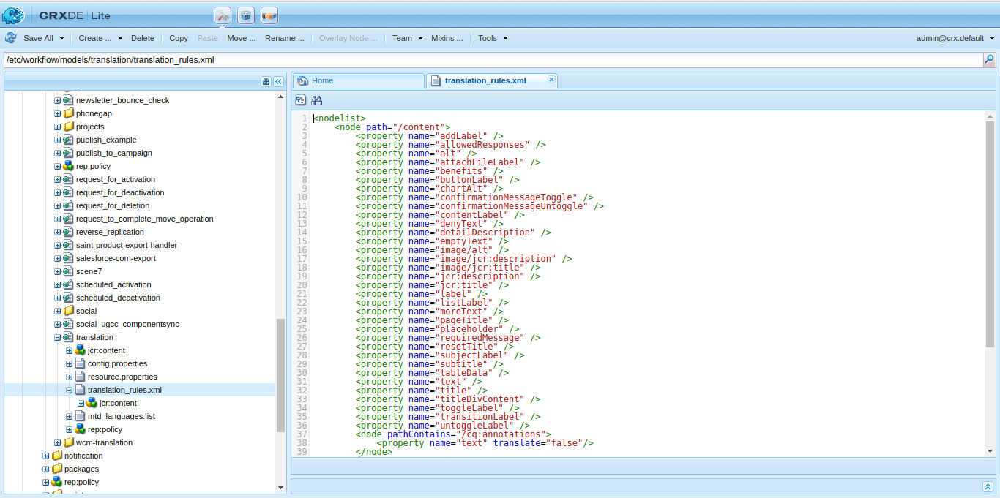 CRXDE | Lite
Save All Create ... Delete Copy Paste Move ... Rename ... Overlay Node ... Team Mixins ... Tools admin@crx.default
/etc/workflow/models/translation/translation_rules.xml
newsletter_bounce_check
phonegap
projects
publish_example
publish_to_campaign
rep:policy
request_for_activation
request_for_deactivation
request_for_deletion
request_to_complete_move_operation
reverse_replication
saint-product-export-handler
salesforce-com-export
scene7
scheduled_activation
scheduled_deactivation
social
social_ugcc_componentsync
translation
jcr:content
config.properties
resource.properties
translation_rules.xml
jcr:content
mtd_languages.list
rep:policy
wcm-translation
notification
packages
rep:policy
Home translation_rules.xml
1 <nodelist>
2 <node path="/content">
3 <property name="addLabel" />
4 <property name="allowedResponses" />
5 <property name="alt" />
6 <property name="attachFileLabel" />
7 <property name="benefits" />
8 <property name="buttonLabel" />
9 <property name="chartAlt" />
10 <property name="confirmationMessageToggle" />
11 <property name="confirmationMessageUntoggle" />
12 <property name="contentLabel" />
13 <property name="denyText" />
14 <property name="detailDescription" />
15 <property name="emptyText" />
16 <property name="image/alt" />
17 <property name="image/jcr:description" />
18 <property name="image/jcr:title" />
19 <property name="jcr:description" />
20 <property name="jcr:title" />
21 <property name="label" />
22 <property name="listLabel" />
23 <property name="moreText" />
24 <property name="pageTitle" />
25 <property name="placeholder" />
26 <property name="requiredMessage" />
27 <property name="resetTitle" />
28 <property name="subjectLabel" />
29 <property name="subtitle" />
30 <property name="tableData" />
31 <property name="text" />
32 <property name="title" />
33 <property name="titleDivContent" />
34 <property name="toggleLabel" />
35 <property name="transitionLabel" />
36 <property name="untoggleLabel" />
37 <node pathContains="/cq:annotations">
38 <property name="text" translate="false"/>
39 </node>